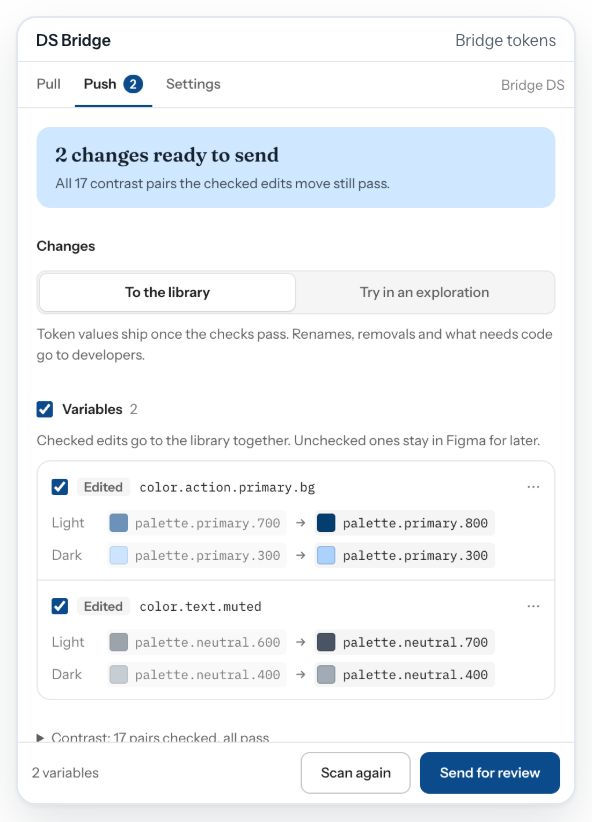 DS Bridge
Bridge tokens
Pull
Push 2
Settings
Bridge DS
2 changes ready to send
All 17 contrast pairs the checked edits move still pass.
Changes
To the library
Try in an exploration
Token values ship once the checks pass. Renames, removals and what needs code
go to developers.
Variables 2
Checked edits go to the library together. Unchecked ones stay in Figma for later.
Edited color.action.primary.bg ...
Light palette.primary.700 → palette.primary.800
Dark palette.primary.300 → palette.primary.300
Edited color.text.muted ...
Light palette.neutral.600 → palette.neutral.700
Dark palette.neutral.400 → palette.neutral.400
Contrast: 17 pairs checked, all pass
2 variables
Scan again
Send for review